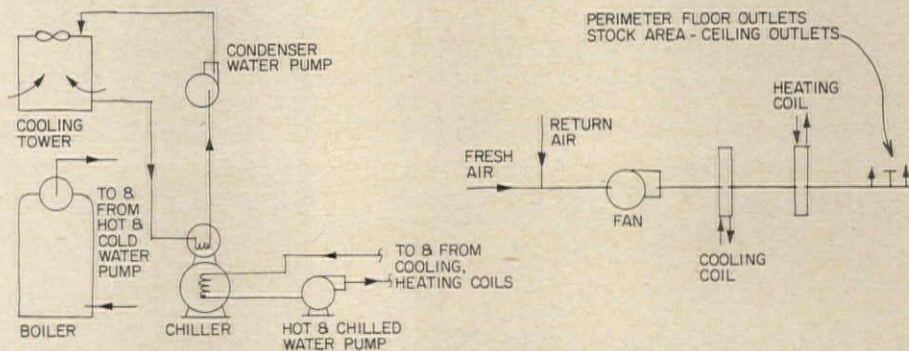 COOLING
TOWER
CONDENSER
WATER PUMP
TO &
FROM
HOT &
COLD
WATER
PUMP
BOILER
CHILLER
HOT & CHILLED
WATER PUMP
TO & FROM
COOLING,
HEATING COILS
PERIMETER FLOOR OUTLETS
STOCK AREA - CEILING OUTLETS
HEATING
COIL
RETURN
AIR
FRESH
AIR
FAN
COOLING
COIL